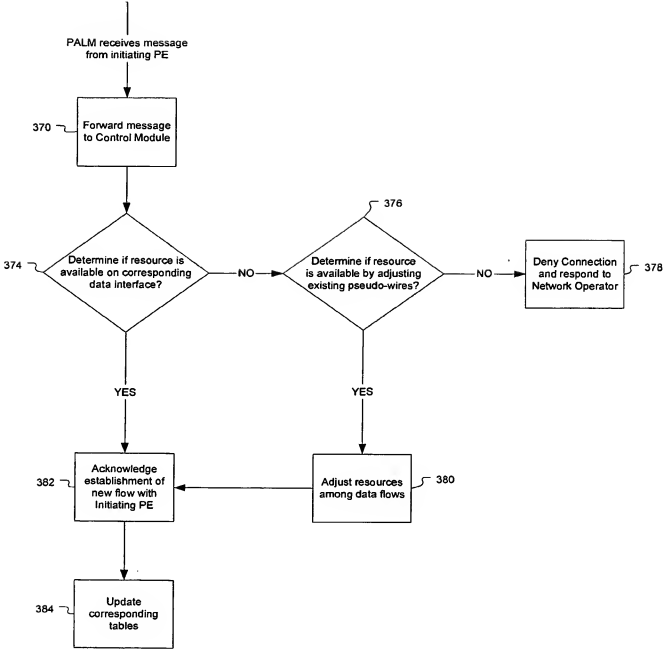 PALM receives message
from initiating PE
370
Forward message
to Control Module
376
374
Determine if resource is
available on corresponding
data interface?
NO
Determine if resource
is available by adjusting
existing pseudo-wires?
NO
Deny Connection
and respond to
Network Operator
378
YES
YES
382
Acknowledge
establishment of
new flow with
Initiating PE
Adjust resources
among data flows
380
384
Update
corresponding
tables